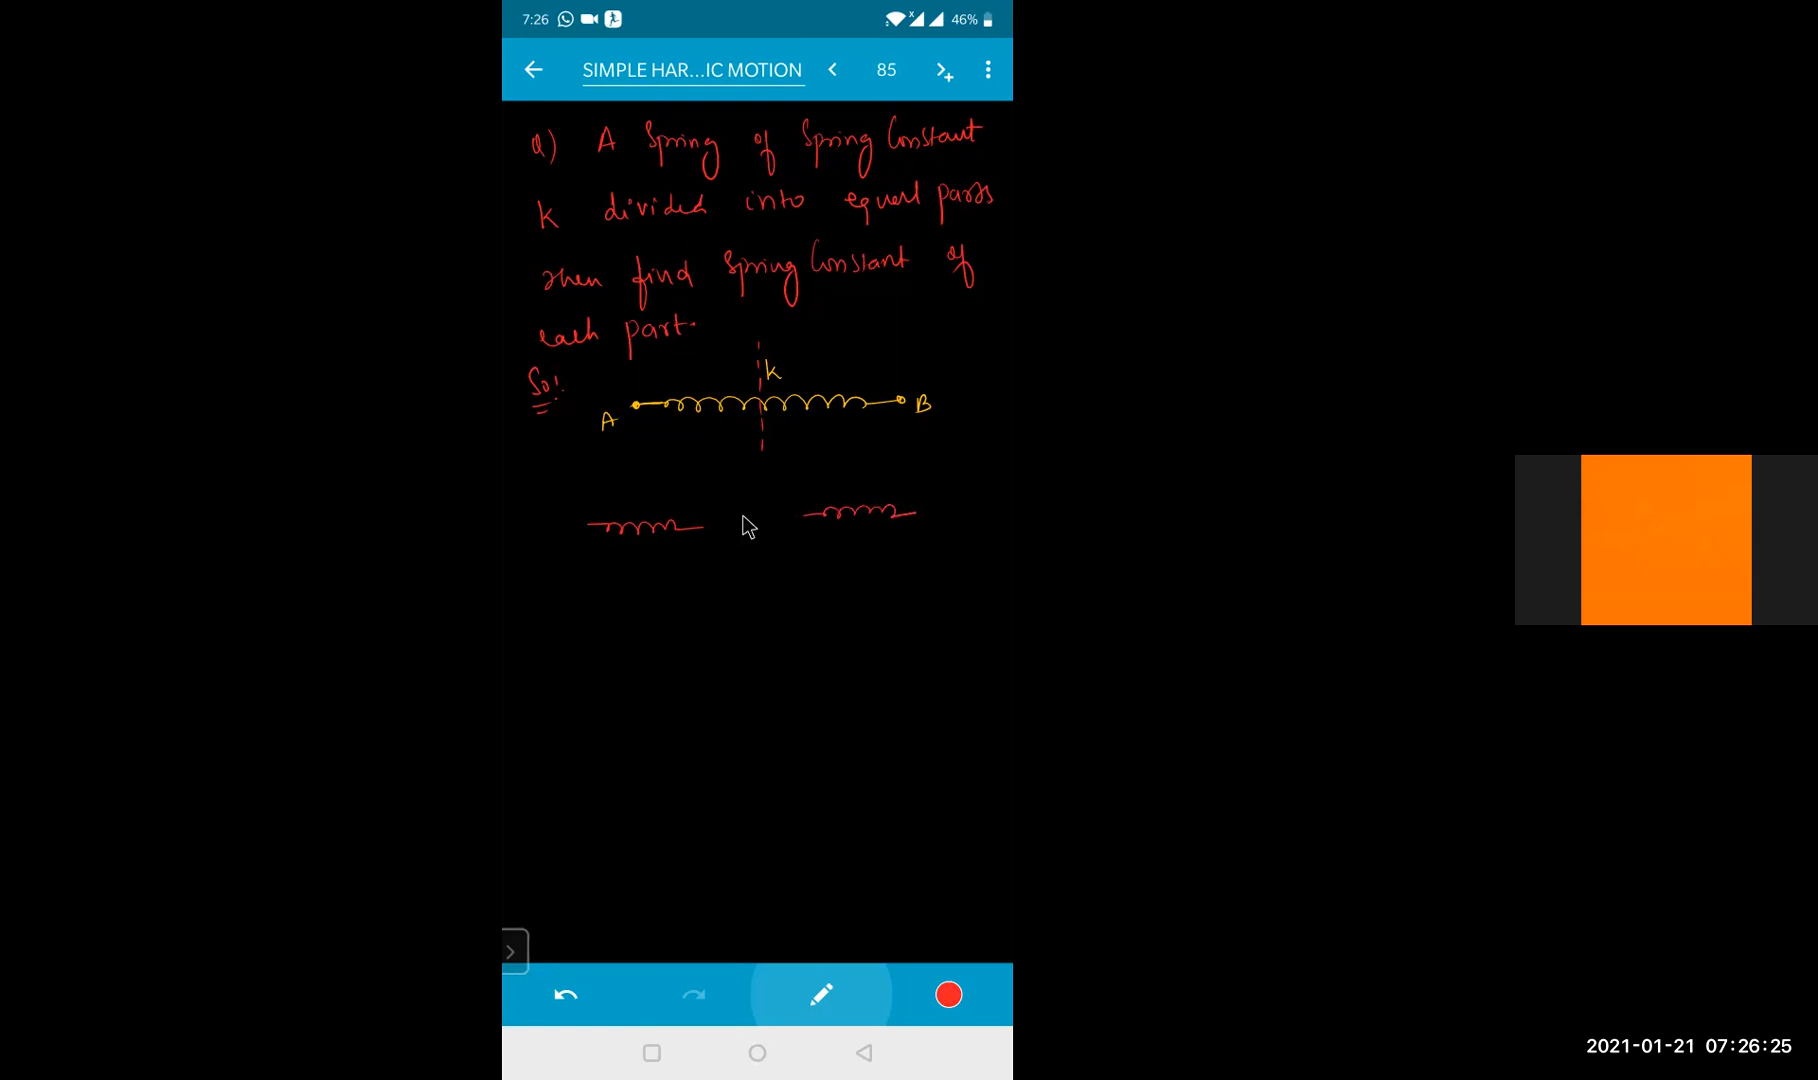 7:26
46%
SIMPLE HAR...IC MOTION
85
Q) A Spring of Spring Constant
K divided into equal parts
then find Spring Constant of
each part.
Sol:
K
A
B
2021-01-21 07:26:25